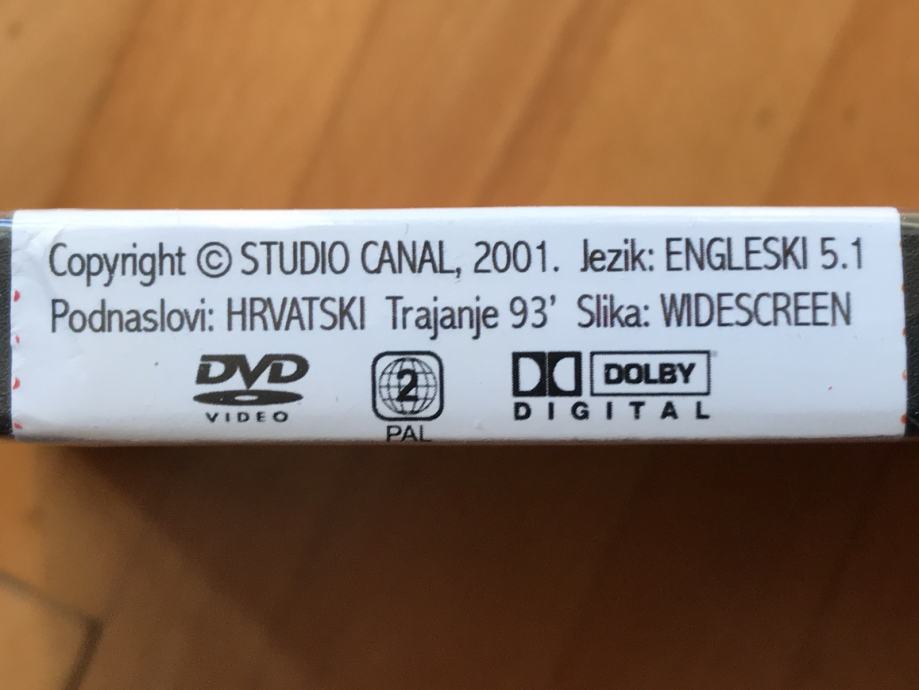 Copyright © STUDIO CANAL, 2001. Jezik: ENGLESKI 5.1
Podnaslovi: HRVATSKI Trajanje 93' Slika: WIDESCREEN
DVD VIDEO
2
PAL
DOLBY
DIGITAL